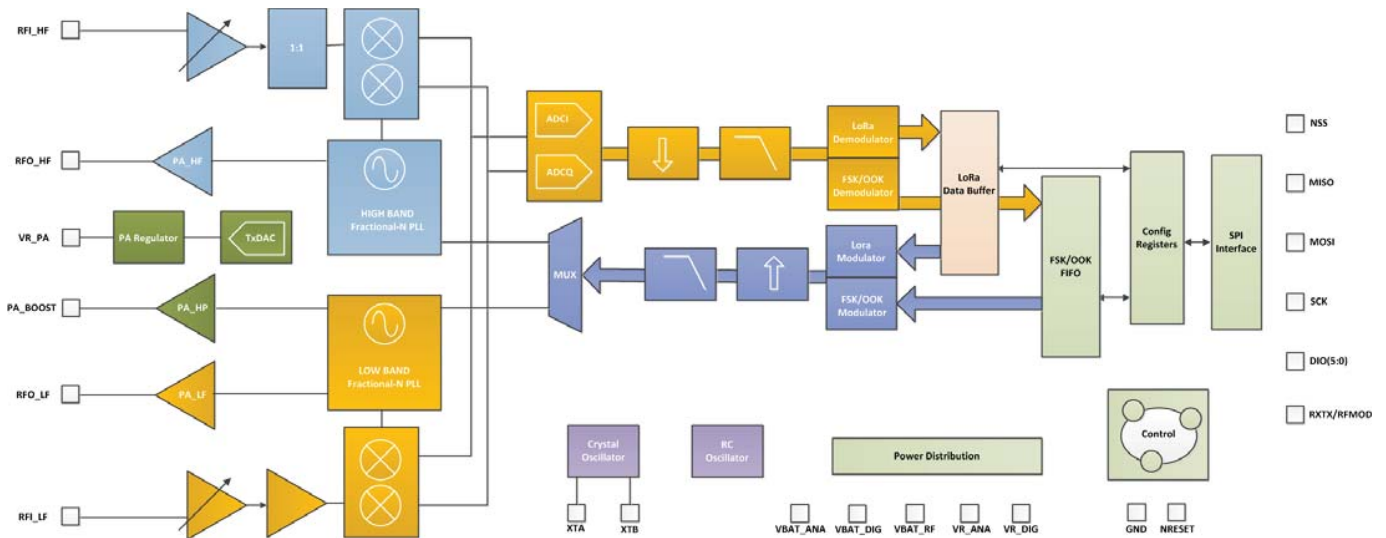 RFI_HF
1:1
RFO_HF
PA_HF
HIGH BAND
Fractional-N PLL
VR_PA
PA Regulator
TxDAC
PA_BOOST
PA_HP
LOW BAND
Fractional-N PLL
RFO_LF
PA_LF
RFI_LF
ADCI
ADCQ
MUX
LoRa
Demodulator
FSK/OOK
Demodulator
Lora
Modulator
FSK/OOK
Modulator
LoRa
Data Buffer
FSK/OOK
FIFO
Config
Registers
SPI
Interface
NSS
MISO
MOSI
SCK
DIO(5:0)
RXTX/RFMOD
Crystal
Oscillator
XTA
XTB
RC
Oscillator
Power Distribution
VBAT_ANA
VBAT_DIG
VBAT_RF
VR_ANA
VR_DIG
Control
GND
NRESET